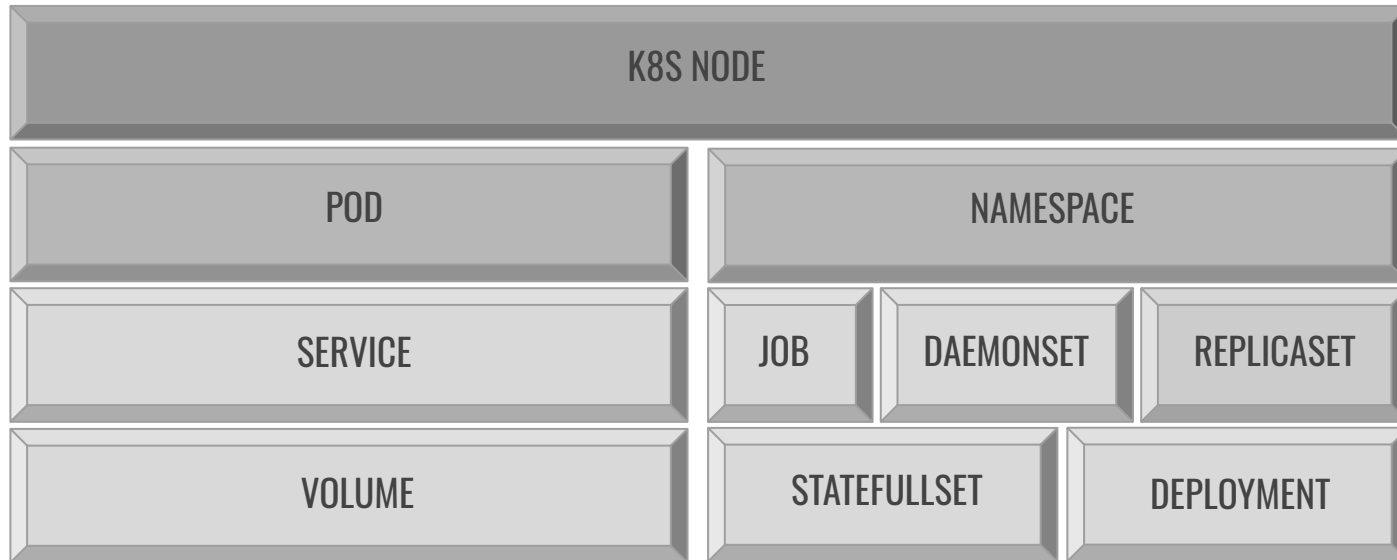 K8S NODE
POD
NAMESPACE
SERVICE
JOB
DAEMONSET
REPLICASET
VOLUME
STATEFULLSET
DEPLOYMENT